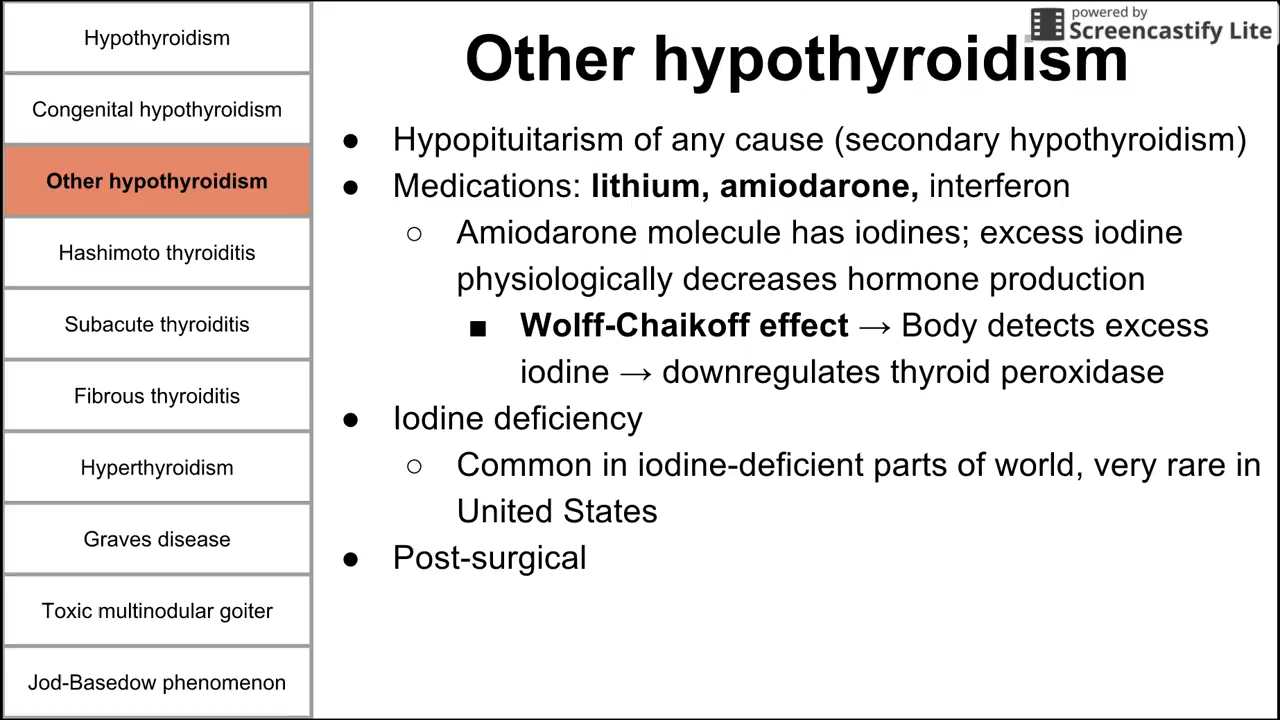 Hypothyroidism
Congenital hypothyroidism
Other hypothyroidism
Hashimoto thyroiditis
Subacute thyroiditis
Fibrous thyroiditis
Hyperthyroidism
Graves disease
Toxic multinodular goiter
Jod-Basedow phenomenon
powered by
Screencastify Lite
Other hypothyroidism
● Hypopituitarism of any cause (secondary hypothyroidism)
● Medications: lithium, amiodarone, interferon
○ Amiodarone molecule has iodines; excess iodine
physiologically decreases hormone production
■ Wolff-Chaikoff effect → Body detects excess
iodine → downregulates thyroid peroxidase
● Iodine deficiency
○ Common in iodine-deficient parts of world, very rare in
United States
● Post-surgical